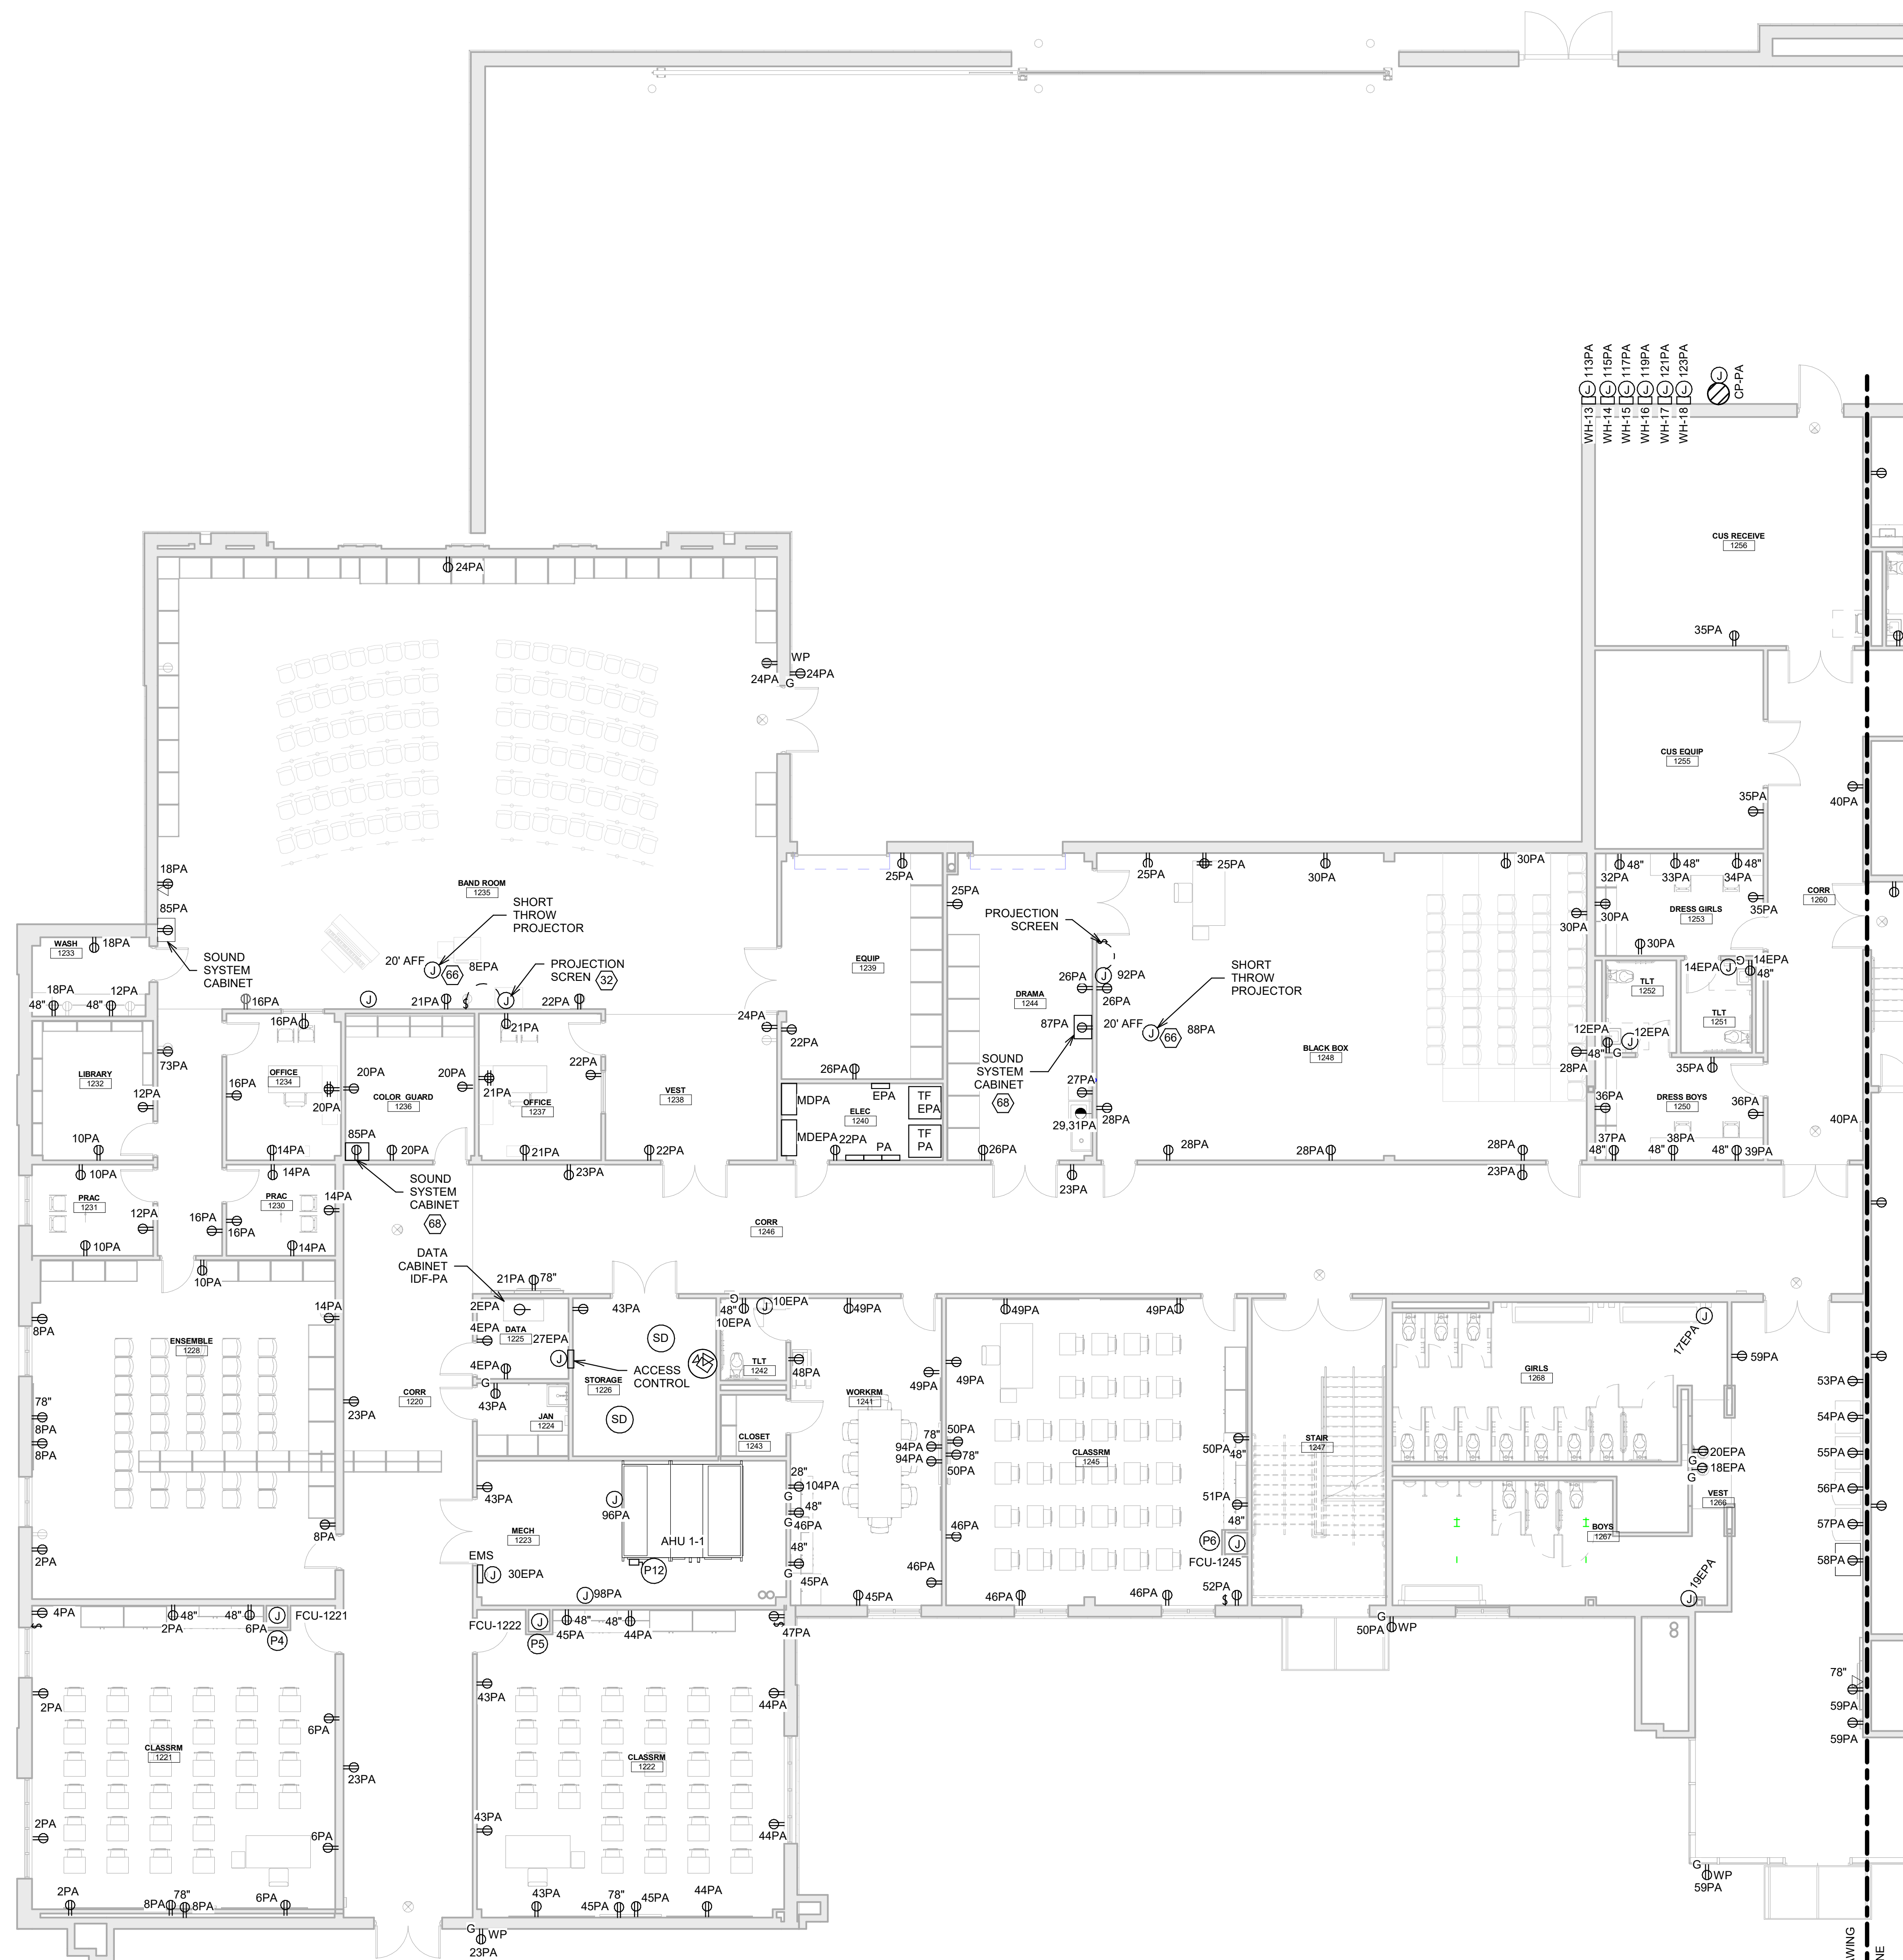 113PA
115PA
117PA
119PA
121PA
123PA
J
J
J
J
J
J
J
CP-PA
WH-13
WH-14
WH-15
WH-16
WH-17
WH-18
CUS RECEIVE
1256
35PA
24PA
WP
24PA
24PA
G
CUS EQUIP
1255
35PA
40PA
18PA
85PA
BAND ROOM
1235
SHORT
THROW
PROJECTOR
20' AFF
J
66
8EPA
PROJECTION
SCREN
32
J
$
SOUND
SYSTEM
CABINET
WASH
1233
18PA
18PA
48"
12PA
48"
16PA
J
21PA
22PA
25PA
25PA
25PA
25PA
30PA
30PA
48"
48"
48"
32PA
33PA
34PA
35PA
30PA
30PA
DRESS GIRLS
1253
30PA
CORR
1260
PROJECTION
SCREEN
EQUIP
1239
DRAMA
1244
26PA
J
92PA
26PA
SHORT
THROW
PROJECTOR
87PA
20' AFF
J
66
88PA
SOUND
SYSTEM
CABINET
68
BLACK BOX
1248
14EPA
J
G
14EPA
48"
TLT
1252
TLT
1251
12EPA
12EPA
J
48"
G
28PA
35PA
LIBRARY
1232
73PA
12PA
10PA
16PA
16PA
OFFICE
1234
20PA
20PA
14PA
COLOR GUARD
1236
20PA
85PA
20PA
21PA
21PA
OFFICE
1237
22PA
21PA
VEST
1238
24PA
22PA
22PA
26PA
MDPA
EPA
TF
EPA
ELEC
1240
MDEPA
22PA
PA
TF
PA
26PA
27PA
29,31PA
28PA
28PA
28PA
28PA
36PA
DRESS BOYS
1250
36PA
37PA
48"
38PA
48"
48"
39PA
40PA
10PA
PRAC
1231
12PA
10PA
14PA
PRAC
1230
14PA
16PA
16PA
14PA
10PA
SOUND
SYSTEM
CABINET
68
23PA
23PA
23PA
CORR
1246
DATA
CABINET
IDF-PA
21PA
78"
2EPA
4EPA
DATA
1225
27EPA
J
4EPA
G
43PA
JAN
1224
43PA
SD
STORAGE
1226
SD
ACCESS
CONTROL
G
48"
10EPA
J
10EPA
TLT
1242
48PA
CLOSET
1243
49PA
49PA
49PA
49PA
49PA
WORKRM
1241
78"
94PA
94PA
50PA
78"
50PA
CLASSRM
1245
50PA
48"
51PA
48"
STAIR
1247
GIRLS
1268
17EPA
J
59PA
20EPA
G
G
18EPA
VEST
1266
BOYS
1267
19EPA
J
53PA
54PA
55PA
56PA
57PA
58PA
14PA
8PA
ENSEMBLE
1228
78"
8PA
8PA
8PA
2PA
23PA
CORR
1220
43PA
MECH
1223
EMS
J
30EPA
J
96PA
AHU 1-1
P12
J
98PA
28"
104PA
G
48"
46PA
G
48"
G
45PA
45PA
46PA
46PA
46PA
46PA
P6
J
FCU-1245
52PA
$
G
50PA
WP
4PA
$
48"
2PA
48"
6PA
J
FCU-1221
P4
FCU-1222
J
P5
48"
45PA
48"
44PA
$
47PA
2PA
6PA
CLASSRM
1221
2PA
6PA
2PA
8PA
78"
8PA
6PA
23PA
43PA
44PA
CLASSRM
1222
43PA
44PA
43PA
45PA
78"
45PA
44PA
G
WP
23PA
78"
59PA
59PA
G
WP
59PA